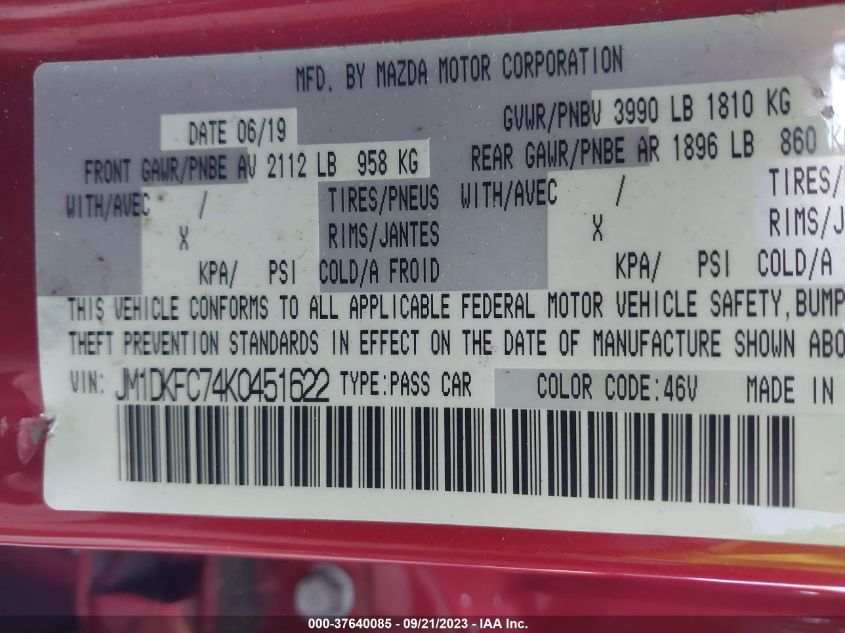 MFD. BY MAZDA MOTOR CORPORATION
DATE 06/19 GVWR/PNBV 3990 LB 1810 KG
FRONT GAWR/PNBE AV 2112 LB 958 KG REAR GAWR/PNBE AR 1896 LB 860
WITH/AVEC / TIRES/PNEUS WITH/AVEC / TIRES/
X RIMS/JANTES X RIMS/J
KPA/ PSI COLD/A FROID KPA/ PSI COLD/A
THIS VEHICLE CONFORMS TO ALL APPLICABLE FEDERAL MOTOR VEHICLE SAFETY, BUMP
THEFT PREVENTION STANDARDS IN EFFECT ON THE DATE OF MANUFACTURE SHOWN ABO
VIN: JM1DKFC74K0451622 TYPE:PASS CAR COLOR CODE:46V MADE IN
000-37640085 - 09/21/2023 - IAA Inc.